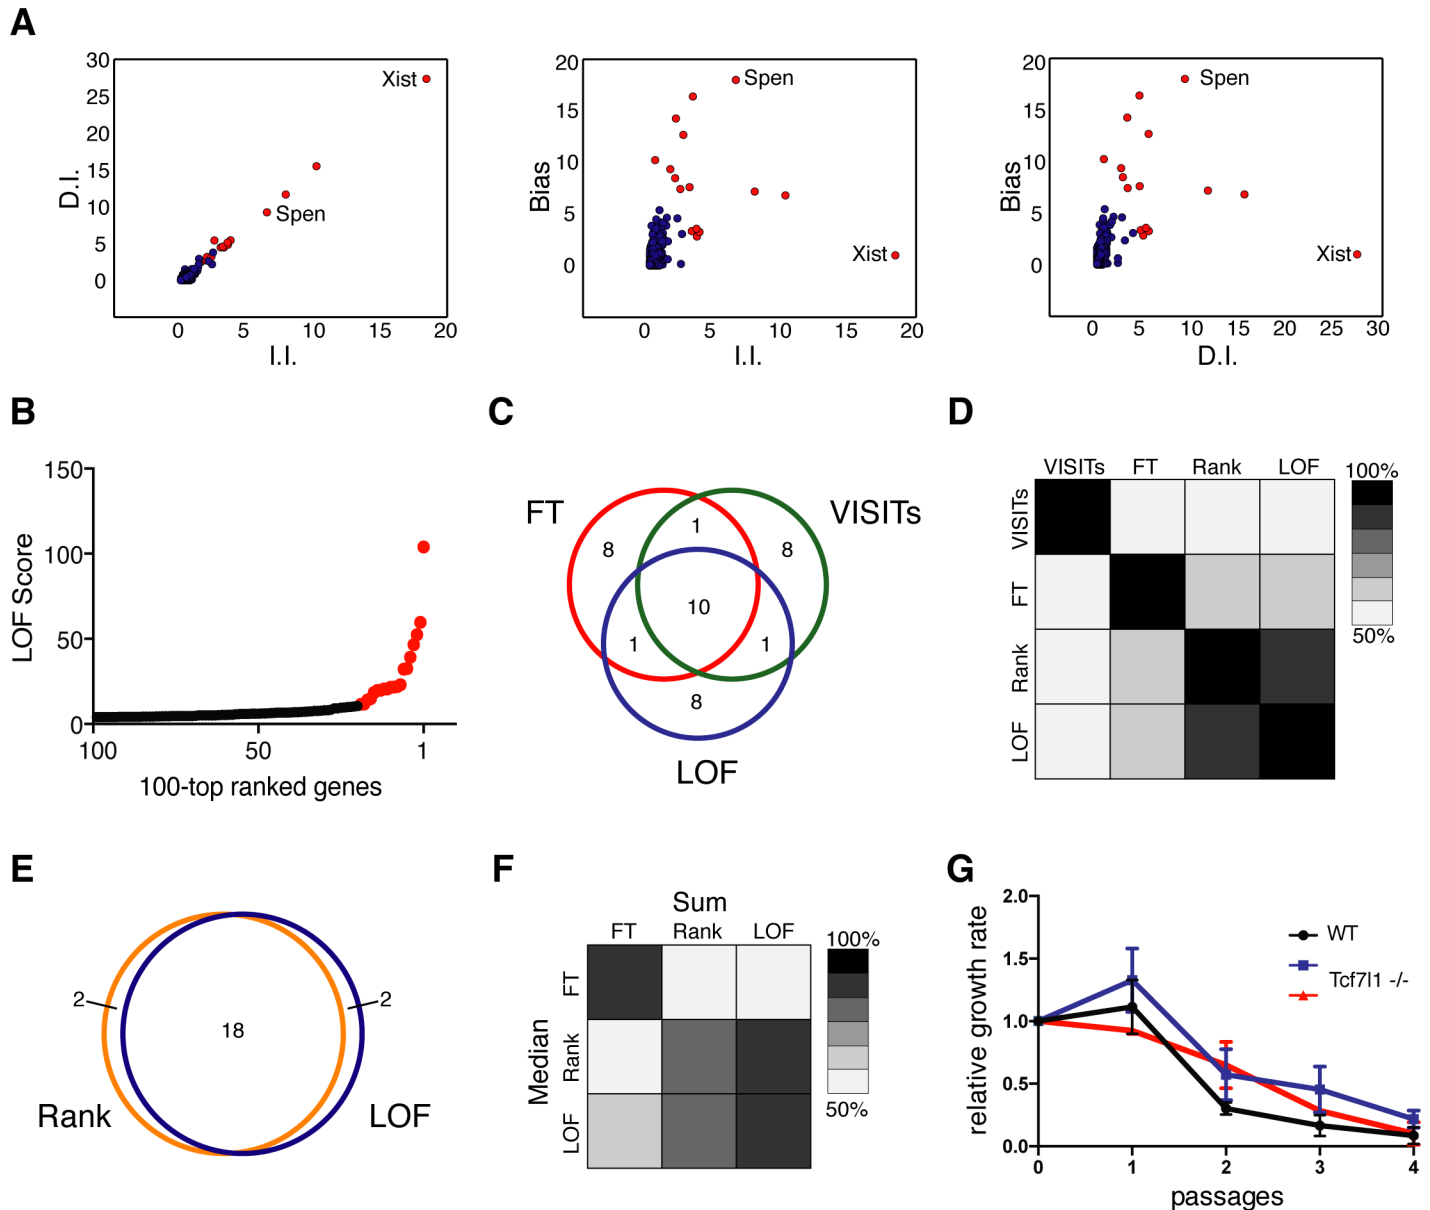 A
30
25
20
15
10
5
0
D.I.
Xist
Spen
0 5 10 15 20
I.I.
20
15
10
5
0
Bias
Spen
Xist
0 5 10 15 20
I.I.
20
15
10
5
0
Bias
Spen
Xist
0 5 10 15 20 25 30
D.I.
B
150
100
50
0
LOF Score
100 50 1
100-top ranked genes
C
FT
VISITs
1
8 8
10
1 1
8
LOF
D
VISITs FT Rank LOF
VISITs
FT
Rank
LOF
100%
50%
E
2 2
18
Rank LOF
F
Sum
FT Rank LOF
Median
FT
Rank
LOF
100%
50%
G
2.0
1.5
1.0
0.5
0.0
relative growth rate
WT
Tcf7l1 -/-
0 1 2 3 4
passages